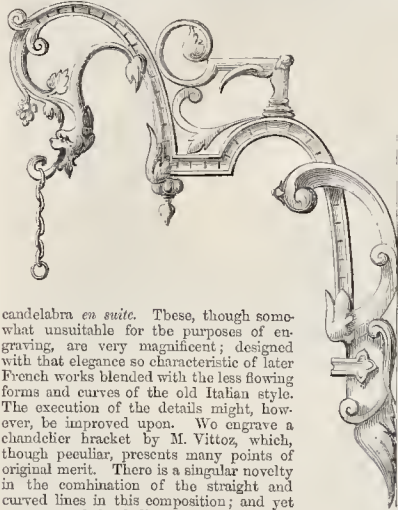 candelabra en suite. Tbese, though some-
what unsuitable for tbe purposes of en-
graving, are very magnificent; designed
with that elegance so characteristic of later
French works blended with the less flowing
forms and curves of the old Italian style.
The execution of the details might, how-
ever, be improved upon. We engrave a
chandelier bracket by M. Vittoz, which,
though peculiar, presents many points of
original merit. There is a singular novelty
in the combination of the straight and
curved lines in this composition; and yet